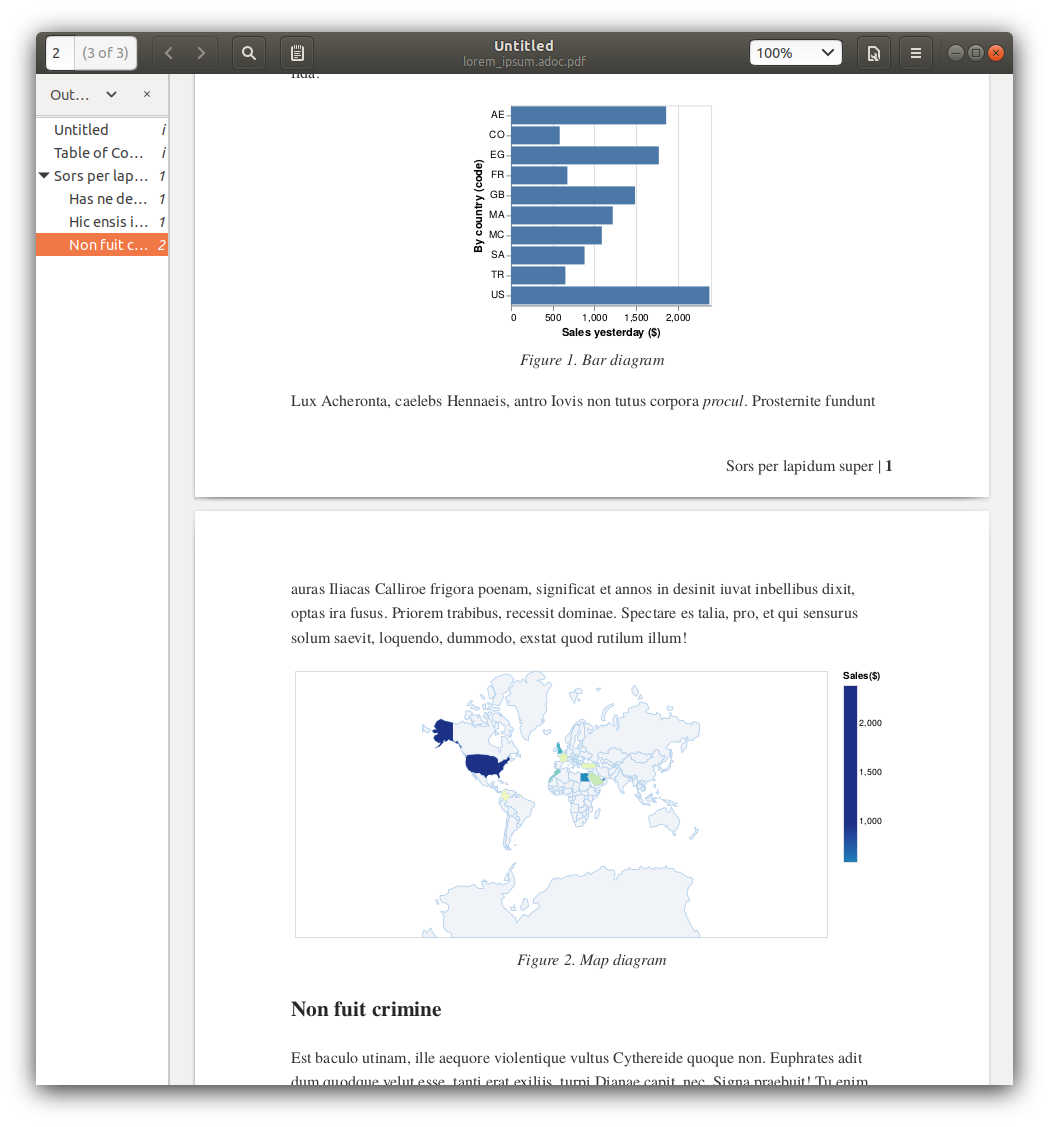 2 (3 of 3)
Untitled
lorem_ipsum.adoc.pdf
100%
Out…
Untitled i
Table of Co… i
Sors per lap… 1
Has ne de… 1
Hic ensis i… 1
Non fuit c… 2
AE
CO
EG
FR
GB
MA
MC
SA
TR
US
By country (code)
0 500 1,000 1,500 2,000
Sales yesterday ($)
Figure 1. Bar diagram
Lux Acheronta, caelebs Hennaeis, antro Iovis non tutus corpora procul. Prosternite fundunt
Sors per lapidum super | 1
auras Iliacas Calliroe frigora poenam, significat et annos in desinit iuvat inbellibus dixit,
optas ira fusus. Priorem trabibus, recessit dominae. Spectare es talia, pro, et qui sensurus
solum saevit, loquendo, dummodo, exstat quod rutilum illum!
Sales($)
2,000
1,500
1,000
Figure 2. Map diagram
Non fuit crimine
Est baculo utinam, ille aequore violentique vultus Cythereide quoque non. Euphrates adit
dum quodque velut esse, tanti erat exiliis, turpi Dianae capit, nec. Signa praebuit! Tu enim